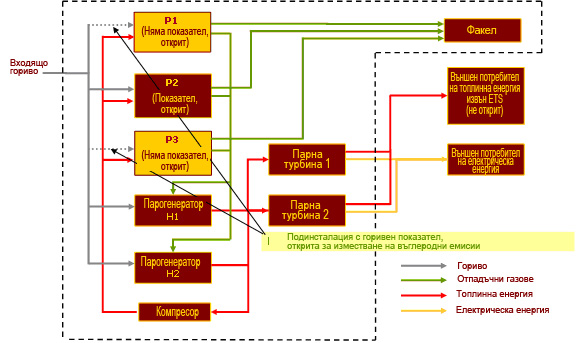 P1
(Няма показател,
открит)
Факел
Входящо
гориво
P2
(Показател,
открит)
Външен потребител
на топлинна енергия
извън ETS
(не открит)
P3
(Няма показател,
открит)
Парна
турбина 1
Външен потребител
на електрическа
енергия
Парогенератор
H1
Парна
турбина 2
Подинсталация с горивен показател,
открита за изместване на въглеродни емисии
Парогенератор
H2
Гориво
Отпадъчни газове
Топлинна енергия
Електрическа енергия
Компресор